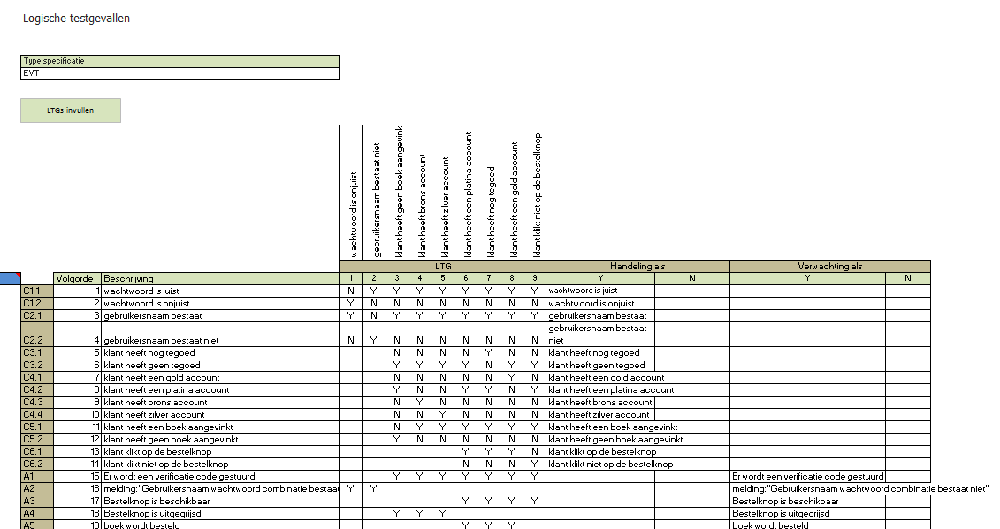 Logische testgevallen
Type specificatie
EVT
LTGs invullen
wachtwoord is onjuist
gebruikersnaam bestaat niet
klant heeft geen boek aangevink
klant heeft brons account
klant heeft zilver account
klant heeft een platina account
klant heeft nog tegoed
klant heeft een gold account
klant klikt niet op de bestelknop
LTG Handeling als Verwachting als
Volgorde Beschrijving 1 2 3 4 5 6 7 8 9 Y N Y N
C1.1 1 wachtwoord is juist N Y Y Y Y Y Y Y Y wachtwoord is juist
C1.2 2 wachtwoord is onjuist Y N N N N N N N N wachtwoord is onjuist
C2.1 3 gebruikersnaam bestaat Y N Y Y Y Y Y Y Y gebruikersnaam bestaat
gebruikersnaam bestaat
C2.2 4 gebruikersnaam bestaat niet N Y N N N N N N N niet
C3.1 5 klant heeft nog tegoed N N N N Y N N klant heeft nog tegoed
C3.2 6 klant heeft geen tegoed Y Y Y Y N Y Y klant heeft geen tegoed
C4.1 7 klant heeft een gold account N N N N N Y N klant heeft een gold account
C4.2 8 klant heeft een platina account Y N N Y Y N Y klant heeft een platina account
C4.3 9 klant heeft brons account N Y N N N N N klant heeft brons account
C4.4 10 klant heeft zilver account N N Y N N N N klant heeft zilver account
C5.1 11 klant heeft een boek aangevinkt N Y Y Y Y Y Y klant heeft een boek aangevinkt
C5.2 12 klant heeft geen boek aangevinkt Y N N N N N N klant heeft geen boek aangevinkt
C6.1 13 klant klikt op de bestelknop Y Y Y N klant klikt op de bestelknop
C6.2 14 klant klikt niet op de bestelknop N N N Y klant klikt niet op de bestelknop
A1 15 Er wordt een verificatie code gestuurd Y Y Y Y Y Y Y Er wordt een verificatie code gestuurd
A2 16 melding:"Gebruikersnaam wachtwoord combinatie bestaa Y Y melding:"Gebruikersnaam wachtwoord combinatie bestaat niet"
A3 17 Bestelknop is beschikbaar Y Y Y Y Bestelknop is beschikbaar
A4 18 Bestelknop is uitgegrijsd Y Y Y Bestelknop is uitgegrijsd
A5 19 boek wordt besteld Y Y Y boek wordt besteld